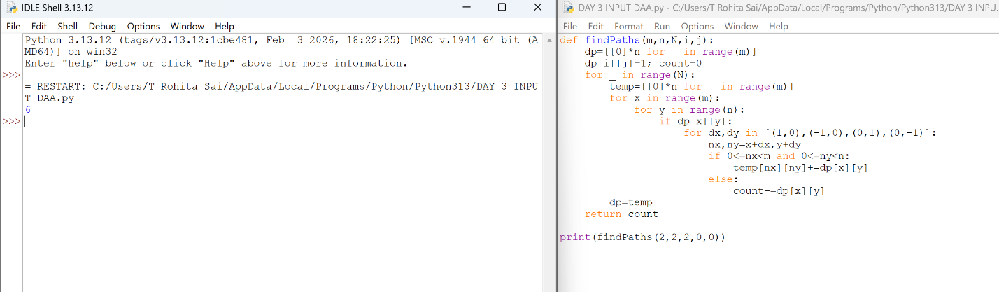 IDLE Shell 3.13.12
File Edit Shell Debug Options Window Help
Python 3.13.12 (tags/v3.13.12:1cbe481, Feb  3 2026, 18:22:25) [MSC v.1944 64 bit (A
MD64)] on win32
Enter "help" below or click "Help" above for more information.
>>>
= RESTART: C:/Users/T Rohita Sai/AppData/Local/Programs/Python/Python313/DAY 3 INPU
T DAA.py
6
>>>
DAY 3 INPUT DAA.py - C:/Users/T Rohita Sai/AppData/Local/Programs/Python/Python313/DAY 3 INPU...
File Edit Format Run Options Window Help
def findPaths(m,n,N,i,j):
    dp=[[0]*n for _ in range(m)]
    dp[i][j]=1; count=0
    for _ in range(N):
        temp=[[0]*n for _ in range(m)]
        for x in range(m):
            for y in range(n):
                if dp[x][y]:
                    for dx,dy in [(1,0),(-1,0),(0,1),(0,-1)]:
                        nx,ny=x+dx,y+dy
                        if 0<=nx<m and 0<=ny<n:
                            temp[nx][ny]+=dp[x][y]
                        else:
                            count+=dp[x][y]
        dp=temp
    return count
print(findPaths(2,2,2,0,0))